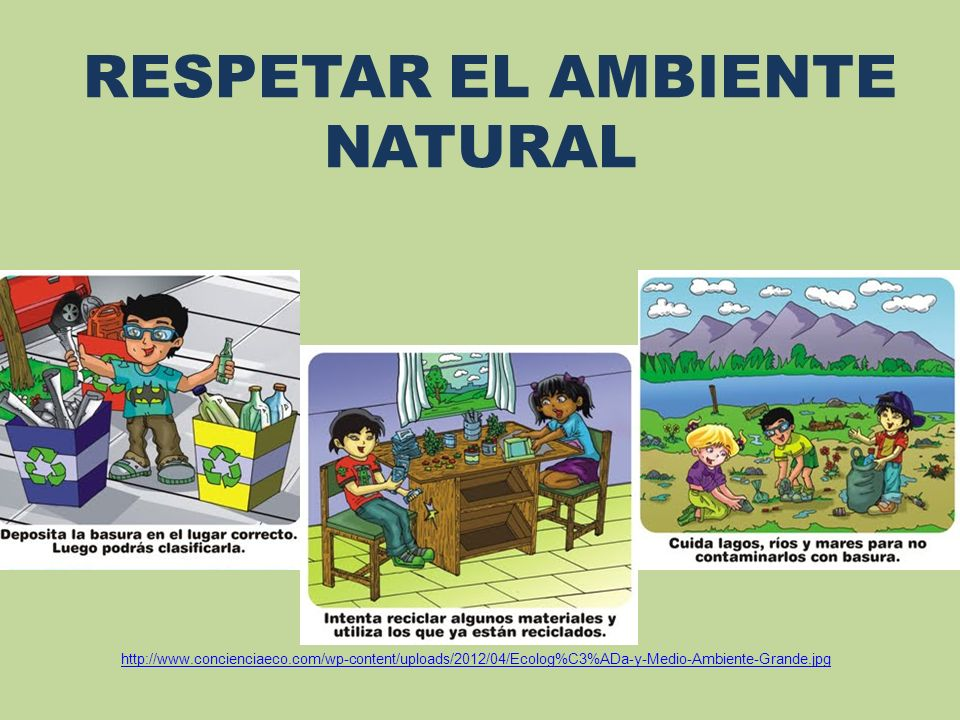 RESPETAR EL AMBIENTE
NATURAL
Deposita la basura en el lugar correcto.
Luego podrás clasificarla.
Intenta reciclar algunos materiales y
utiliza los que ya están reciclados.
Cuida lagos, ríos y mares para no
contaminarlos con basura.
http://www.concienciaeco.com/wp-content/uploads/2012/04/Ecolog%C3%ADa-y-Medio-Ambiente-Grande.jpg